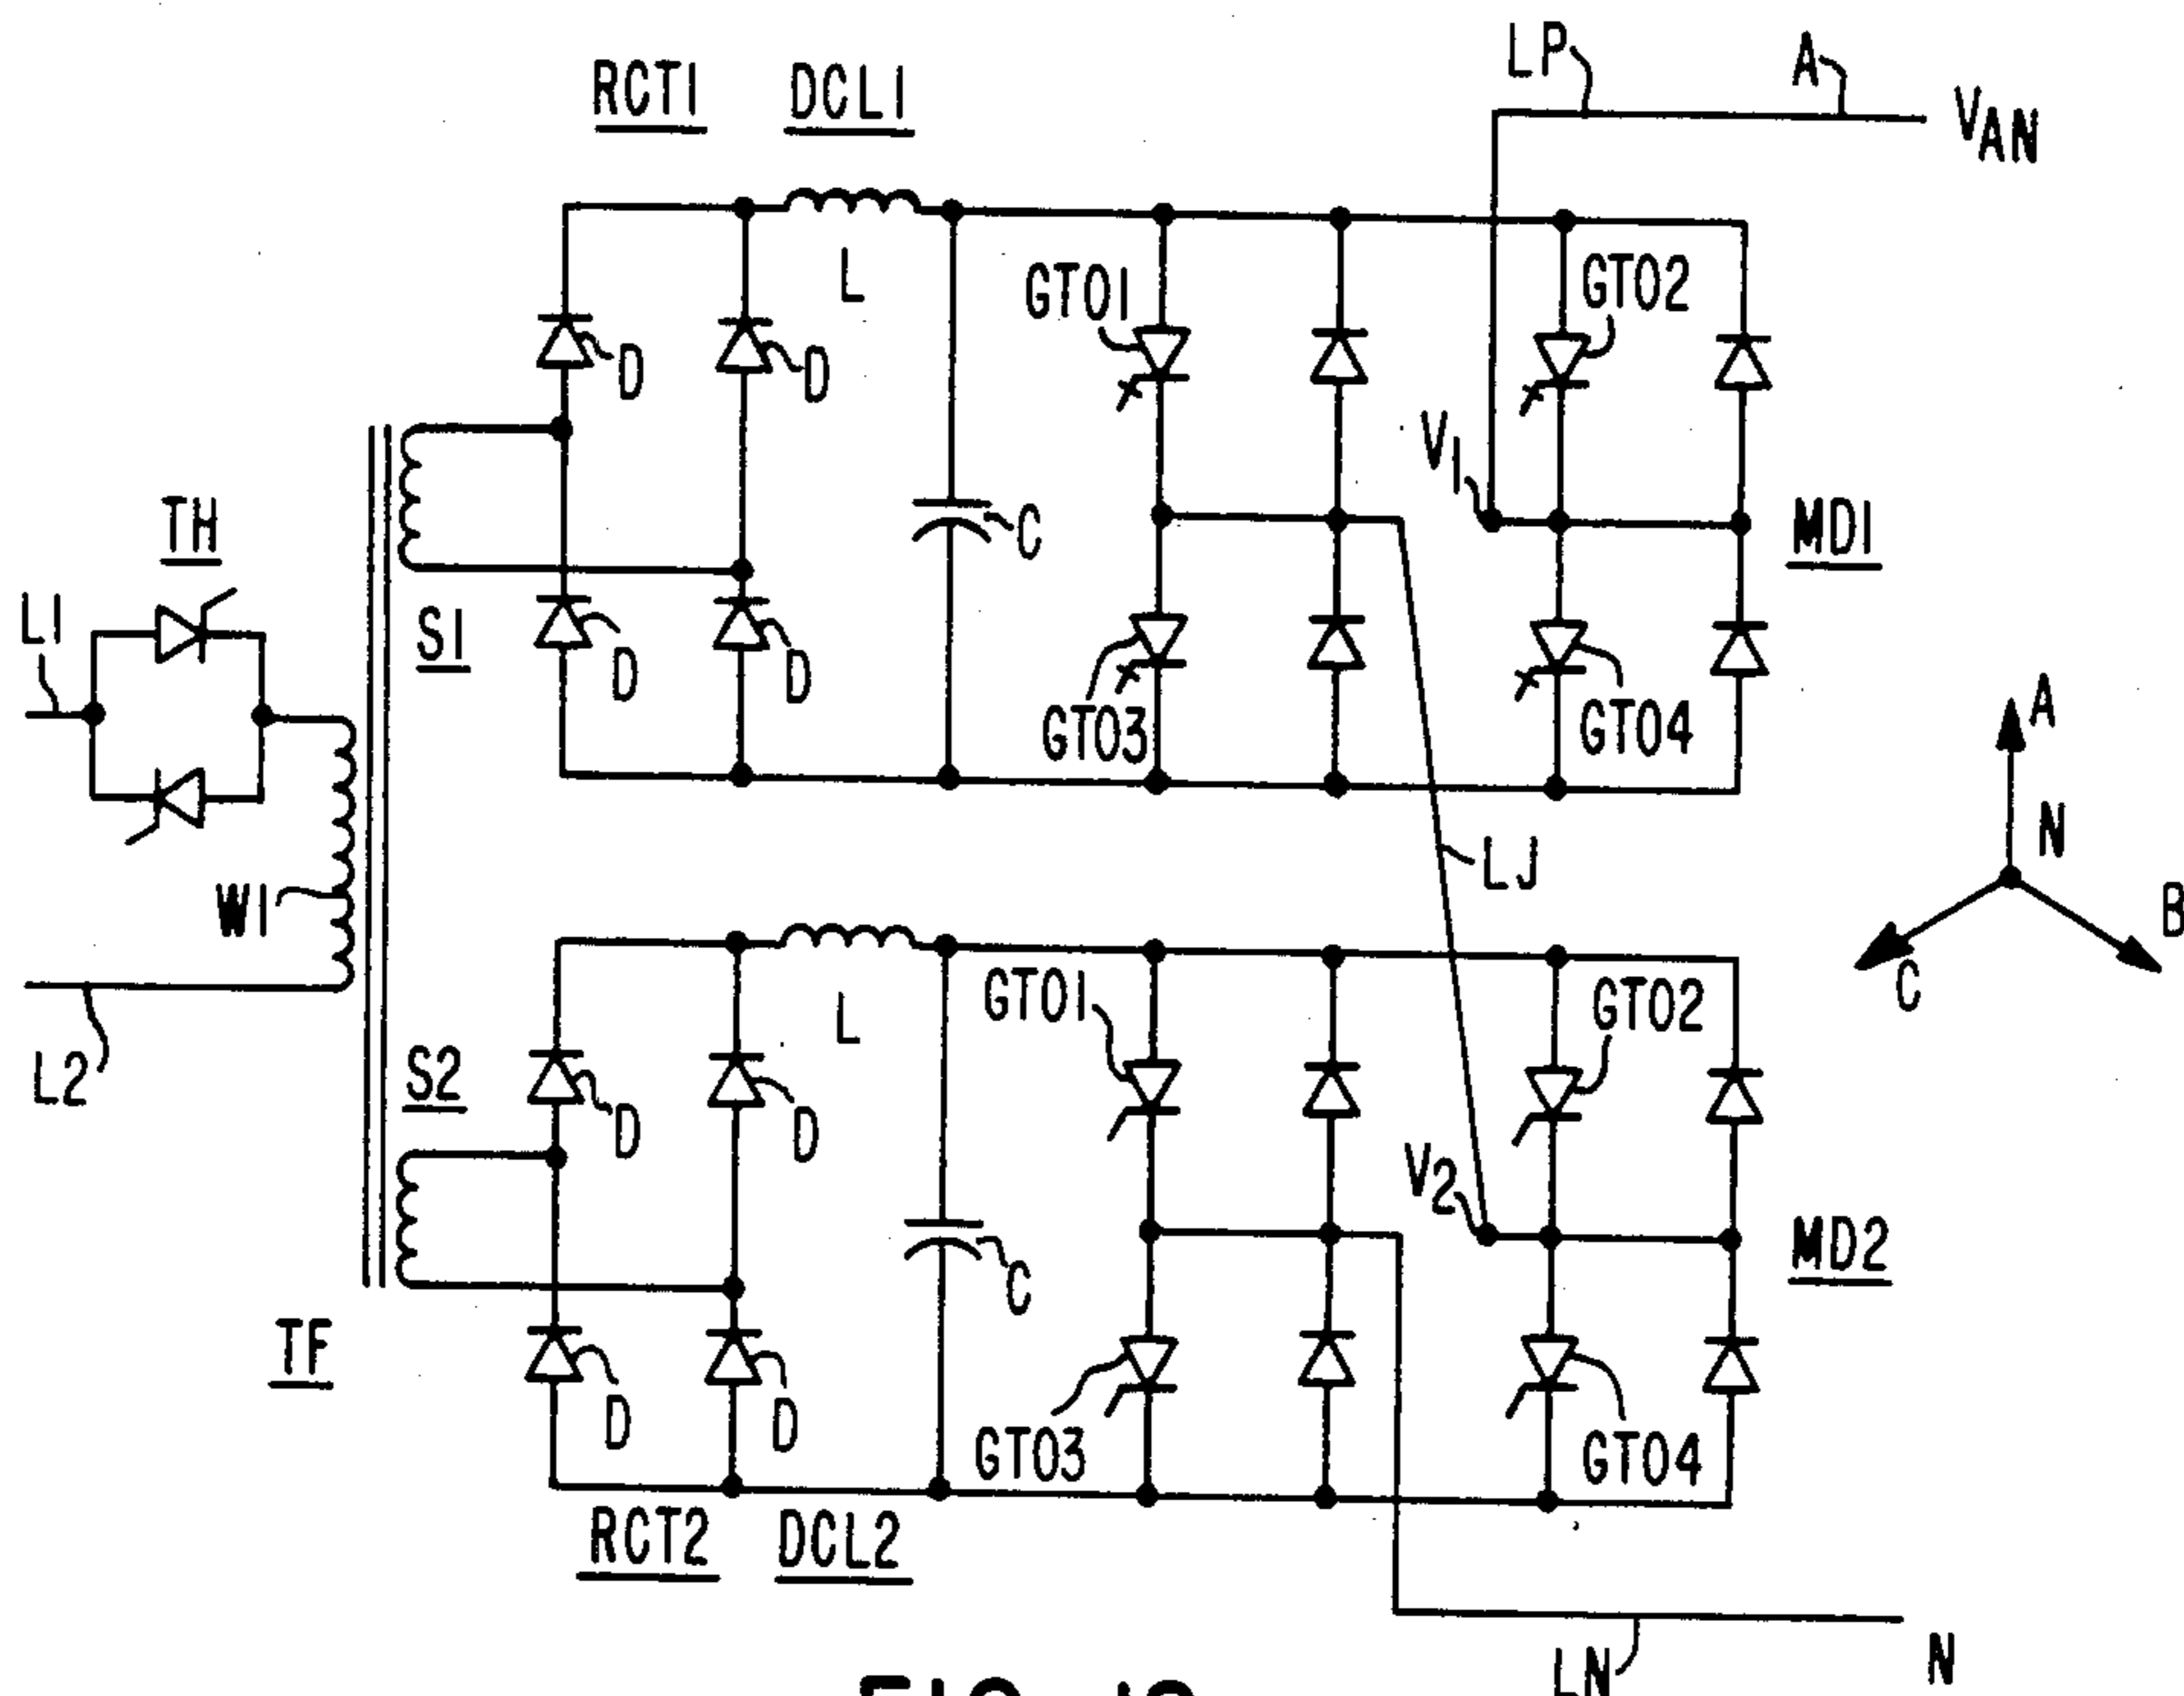 LP
A
VAN
RCT1
DCL1
L
GTO1
GTO2
D
D
V1
C
MD1
TH
L1
S1
D
D
GTO3
GTO4
A
N
LJ
W1
B
C
L
GTO1
GTO2
L2
S2
D
D
V2
MD2
C
TF
D
D
GTO3
GTO4
RCT2
DCL2
LN
N